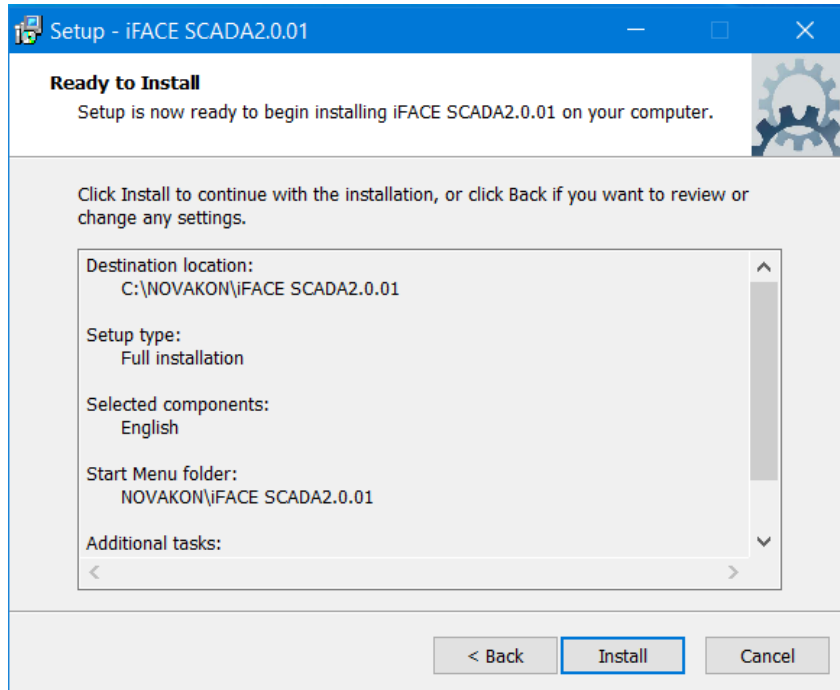 Setup - iFACE SCADA2.0.01
Ready to Install
Setup is now ready to begin installing iFACE SCADA2.0.01 on your computer.
Click Install to continue with the installation, or click Back if you want to review or
change any settings.
Destination location:
C:\NOVAKON\iFACE SCADA2.0.01
Setup type:
Full installation
Selected components:
English
Start Menu folder:
NOVAKON\iFACE SCADA2.0.01
Additional tasks:
< Back
Install
Cancel